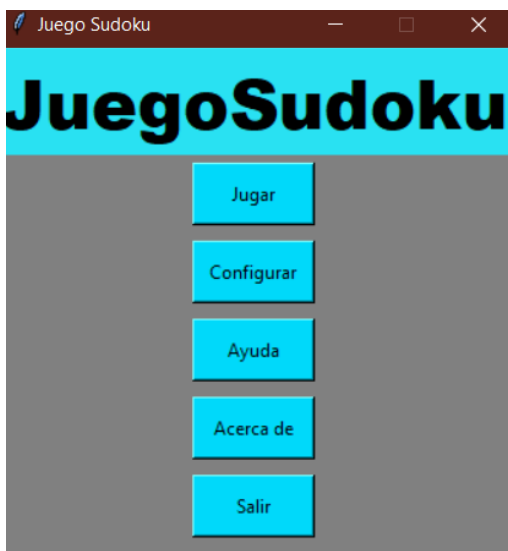 Juego Sudoku
JuegoSudoku
Jugar
Configurar
Ayuda
Acerca de
Salir